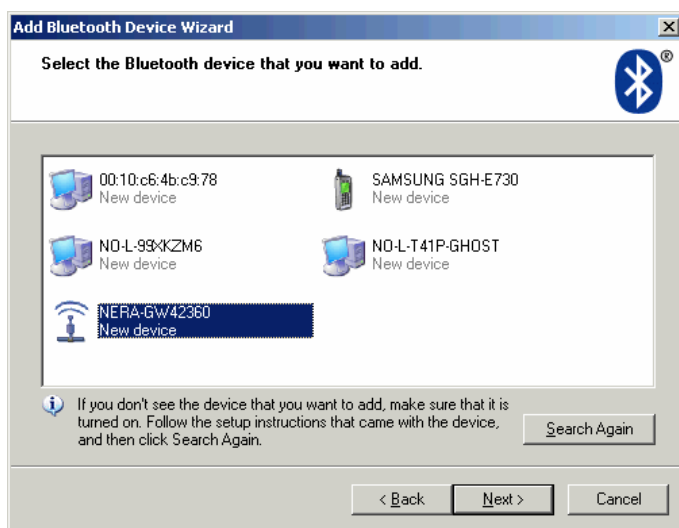 Add Bluetooth Device Wizard
Select the Bluetooth device that you want to add.
®
00:10:c6:4b:c9:78
New device
SAMSUNG SGH-E730
New device
NO-L-99XKZM6
New device
NO-L-T41P-GHOST
New device
NERA-GW42360
New device
If you don't see the device that you want to add, make sure that it is
turned on. Follow the setup instructions that came with the device,
and then click Search Again.
Search Again
< Back
Next >
Cancel